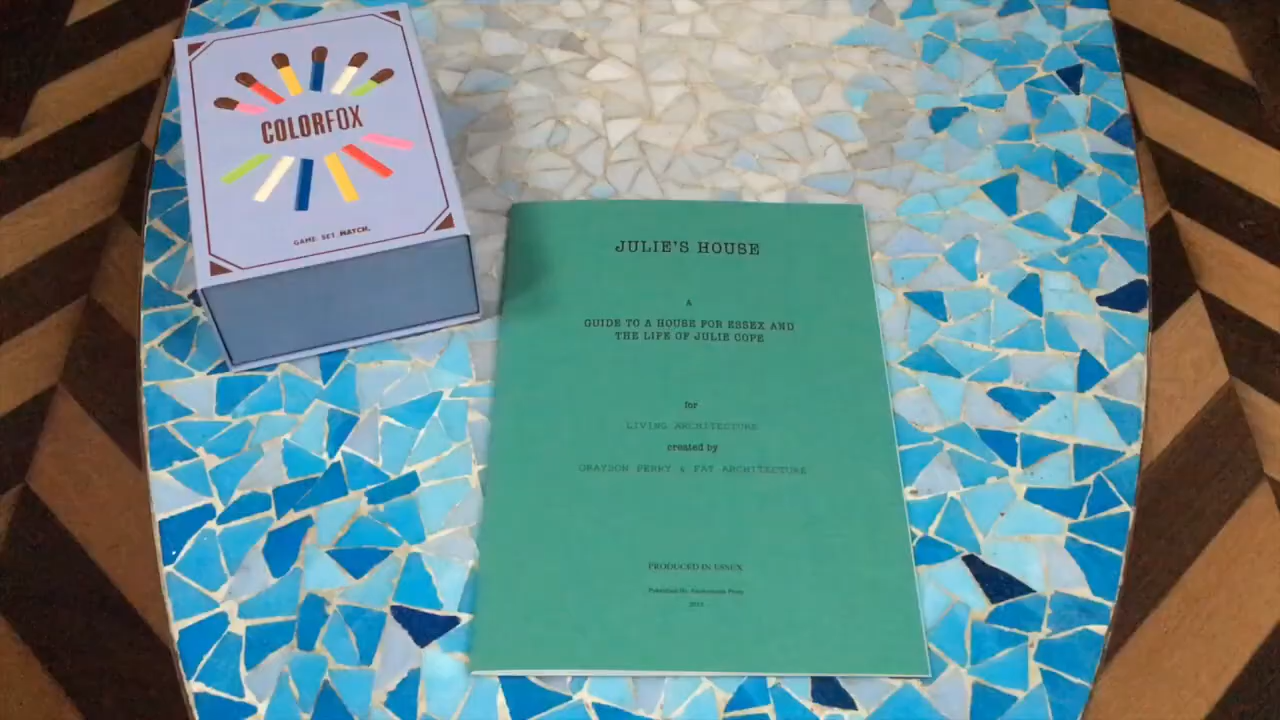 COLORFOX
GAME. SET. MATCH.
JULIE'S HOUSE
A
GUIDE TO A HOUSE FOR ESSEX AND
THE LIFE OF JULIE COPE
for
LIVING ARCHITECTURE
created by
GRAYSON PERRY & FAT ARCHITECTURE
PRODUCED IN ESSEX